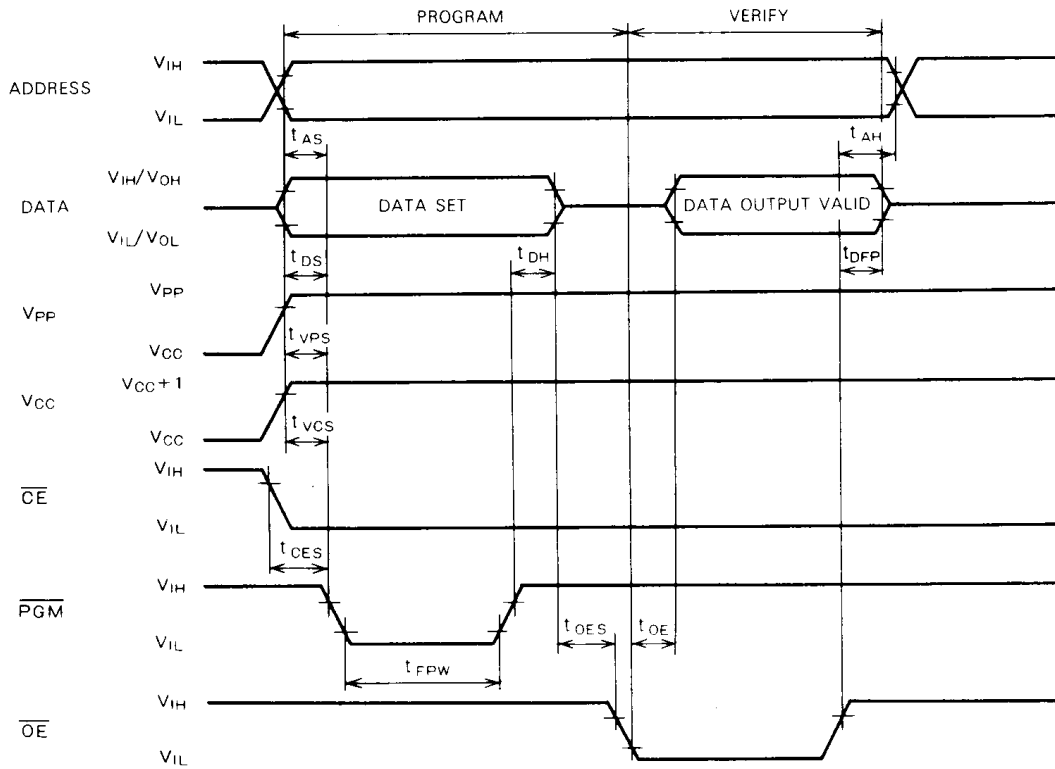 PROGRAM
VERIFY
ADDRESS
VIH
VIL
tAS
tAH
DATA
VIH/VOH
VIL/VOL
DATA SET
DATA OUTPUT VALID
tDS
tDH
tDFP
VPP
VPP
VCC
tVPS
VCC
VCC+1
VCC
tVCS
CE
VIH
VIL
tCES
PGM
VIH
VIL
tOES
tOE
tFPW
OE
VIH
VIL